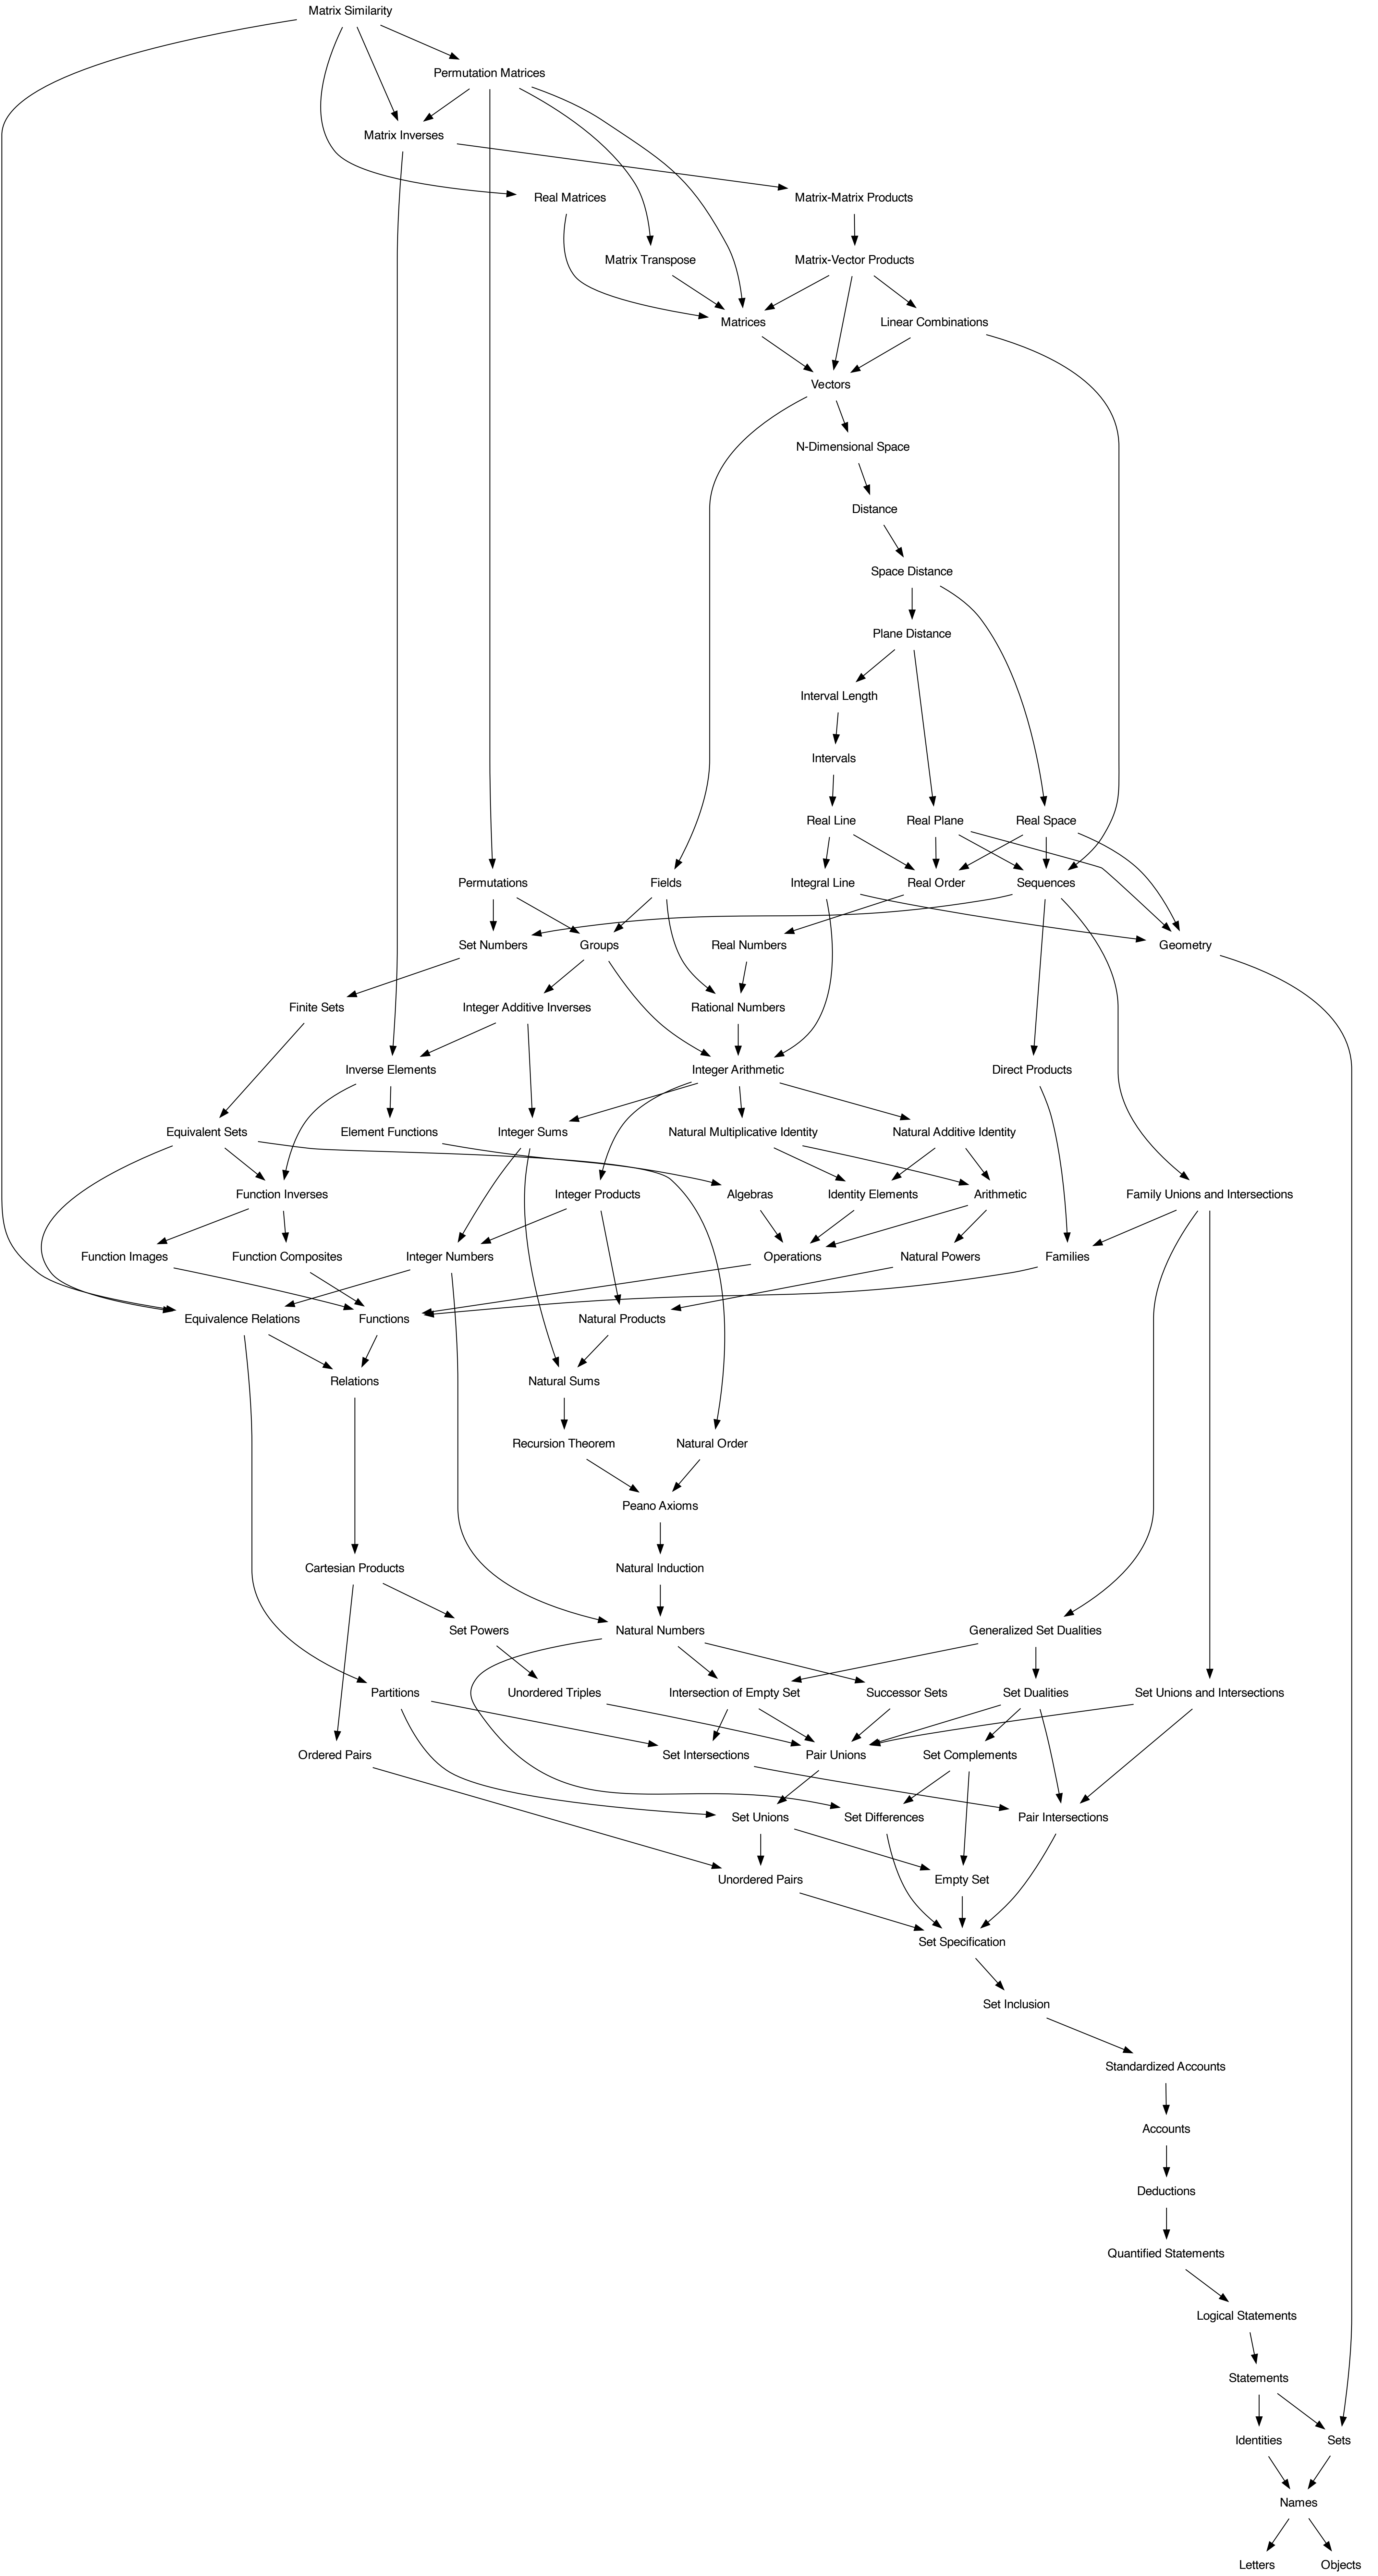 Matrix Similarity
Permutation Matrices
Matrix Inverses
Real Matrices
Matrix-Matrix Products
Matrix Transpose
Matrix-Vector Products
Matrices
Linear Combinations
Vectors
N-Dimensional Space
Distance
Space Distance
Plane Distance
Interval Length
Intervals
Real Line
Real Plane
Real Space
Permutations
Fields
Integral Line
Real Order
Sequences
Set Numbers
Groups
Real Numbers
Geometry
Finite Sets
Integer Additive Inverses
Rational Numbers
Inverse Elements
Integer Arithmetic
Direct Products
Equivalent Sets
Element Functions
Integer Sums
Natural Multiplicative Identity
Natural Additive Identity
Function Inverses
Integer Products
Algebras
Identity Elements
Arithmetic
Family Unions and Intersections
Function Images
Function Composites
Integer Numbers
Operations
Natural Powers
Families
Equivalence Relations
Functions
Natural Products
Relations
Natural Sums
Recursion Theorem
Natural Order
Peano Axioms
Cartesian Products
Natural Induction
Set Powers
Natural Numbers
Generalized Set Dualities
Partitions
Unordered Triples
Intersection of Empty Set
Successor Sets
Set Dualities
Set Unions and Intersections
Ordered Pairs
Set Intersections
Pair Unions
Set Complements
Set Unions
Set Differences
Pair Intersections
Unordered Pairs
Empty Set
Set Specification
Set Inclusion
Standardized Accounts
Accounts
Deductions
Quantified Statements
Logical Statements
Statements
Identities
Sets
Names
Letters
Objects